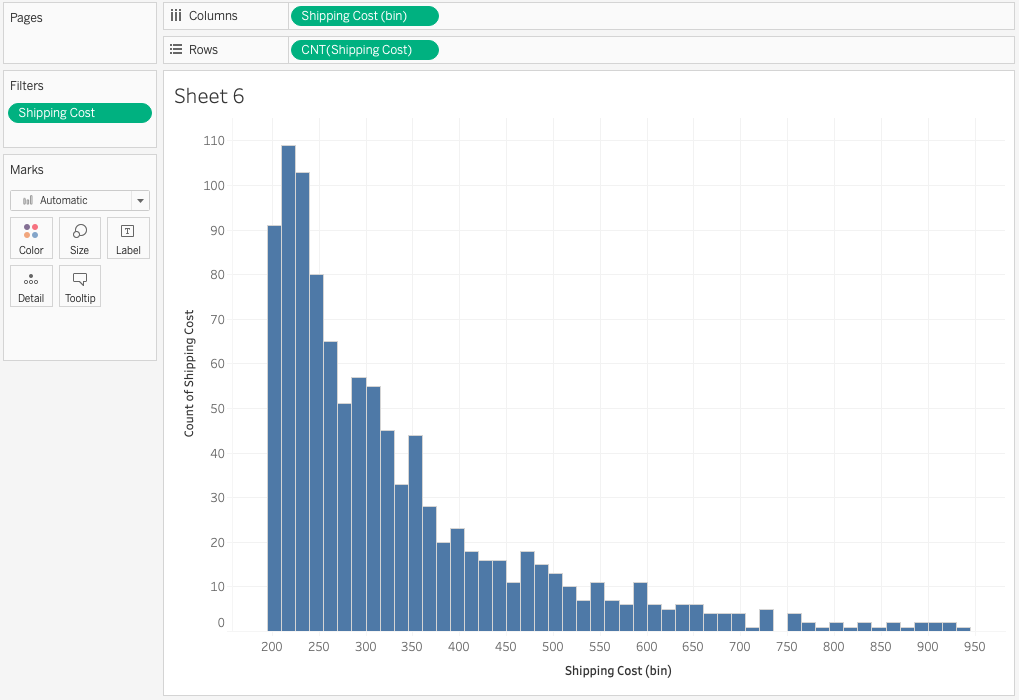 Pages
Columns
Shipping Cost (bin)
Rows
CNT(Shipping Cost)
Filters
Shipping Cost
Marks
Automatic
Color
Size
Label
Detail
Tooltip
Sheet 6
110
100
90
80
70
60
50
40
30
20
10
0
Count of Shipping Cost
200 250 300 350 400 450 500 550 600 650 700 750 800 850 900 950
Shipping Cost (bin)